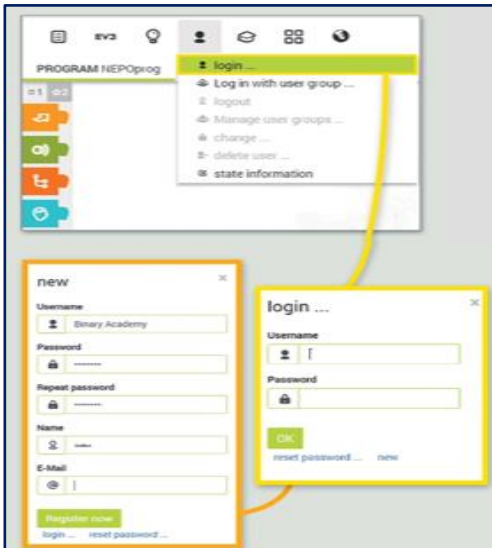 EV3
PROGRAM NEPOprog
login ...
Log in with user group ...
logout
Manage user groups ...
change ...
delete user ...
state information
1 2
new
×
Username
Binary Academy
Password
Repeat password
Name
E-Mail
@
Register now
login ... reset password ...
login ...
×
Username
Password
OK
reset password ... new